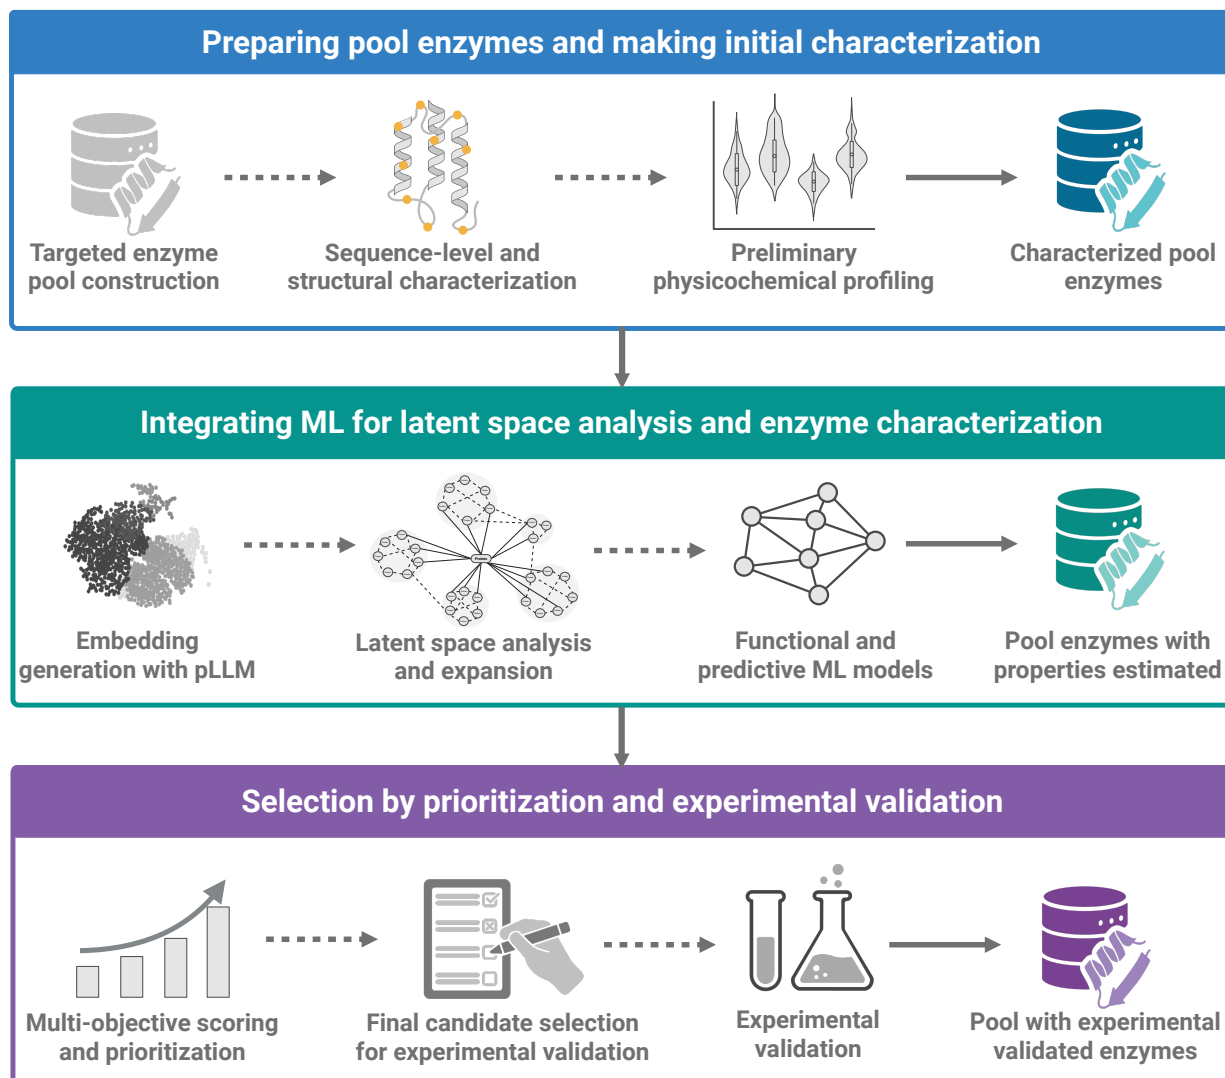 Preparing pool enzymes and making initial characterization
Targeted enzyme
pool construction
Sequence-level and
structural characterization
Preliminary
physicochemical profiling
Characterized pool
enzymes
Integrating ML for latent space analysis and enzyme characterization
Protein
Embedding
generation with pLLM
Latent space analysis
and expansion
Functional and
predictive ML models
Pool enzymes with
properties estimated
Selection by prioritization and experimental validation
Multi-objective scoring
and prioritization
Final candidate selection
for experimental validation
Experimental
validation
Pool with experimental
validated enzymes